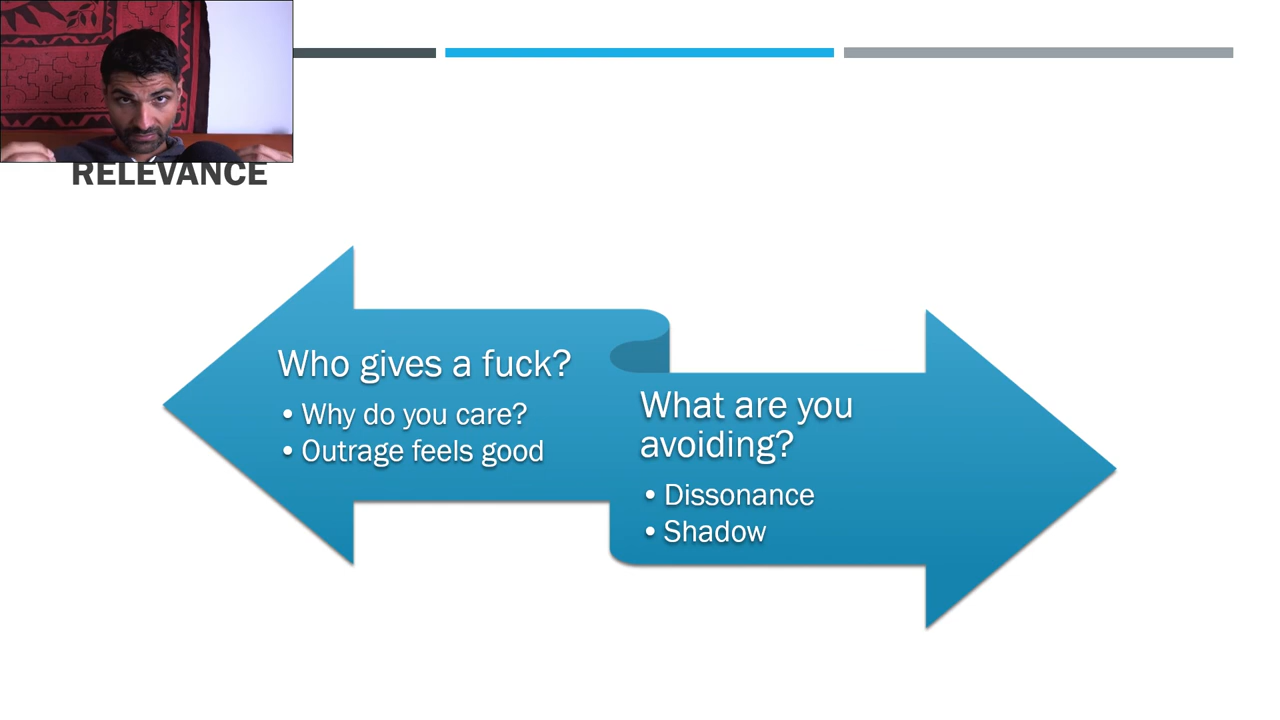 RELEVANCE
Who gives a fuck?
• Why do you care?
• Outrage feels good
What are you
avoiding?
• Dissonance
• Shadow